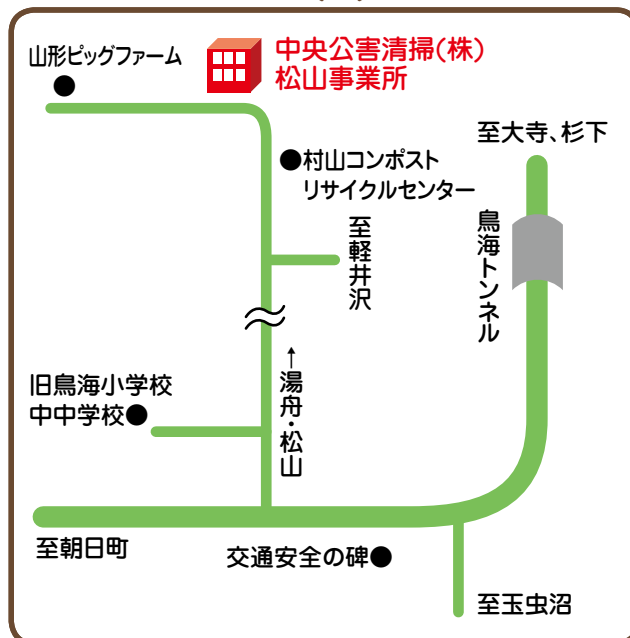 中央公害清掃(株)
松山事業所
山形ピッグファーム
●村山コンポスト
リサイクルセンター
至大寺、杉下
鳥海トンネル
至軽井沢
↑湯舟・松山
旧鳥海小学校
中中学校●
至朝日町
交通安全の碑●
至玉虫沼